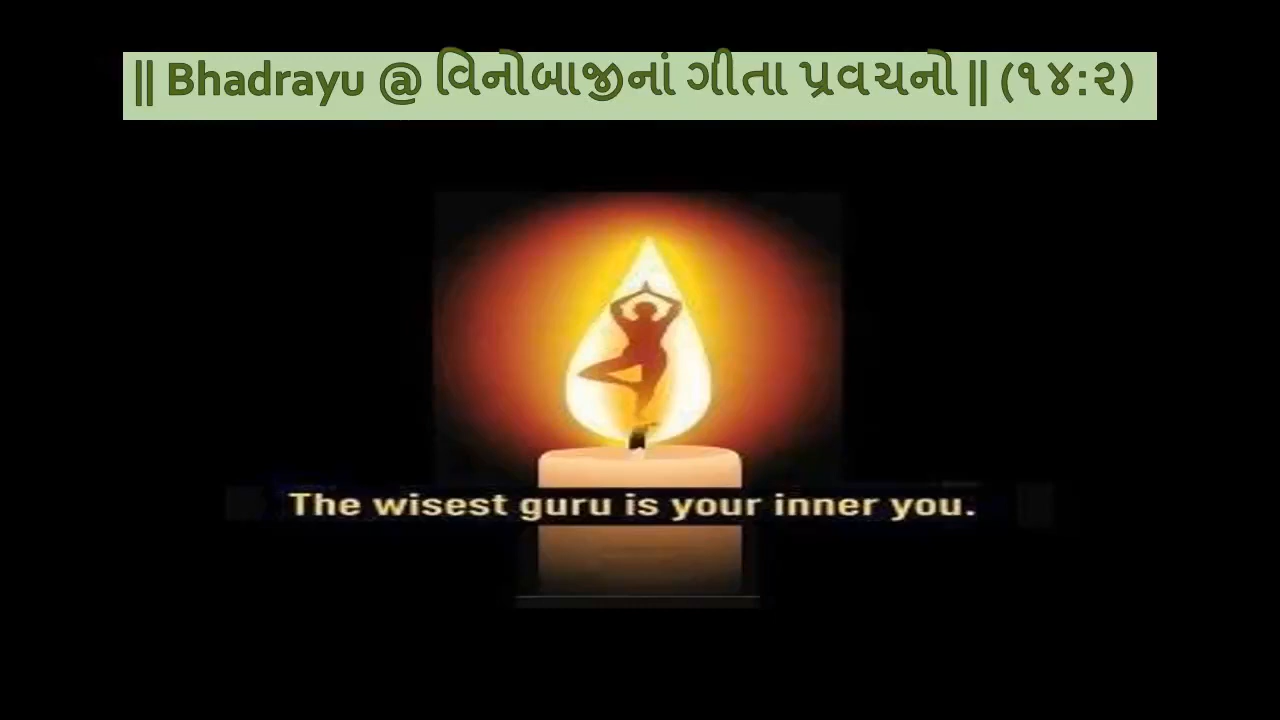 || Bhadrayu @ વિનોબાજીનાં ગીતા પ્રવચનો || (૧૪:૨)
The wisest guru is your inner you.